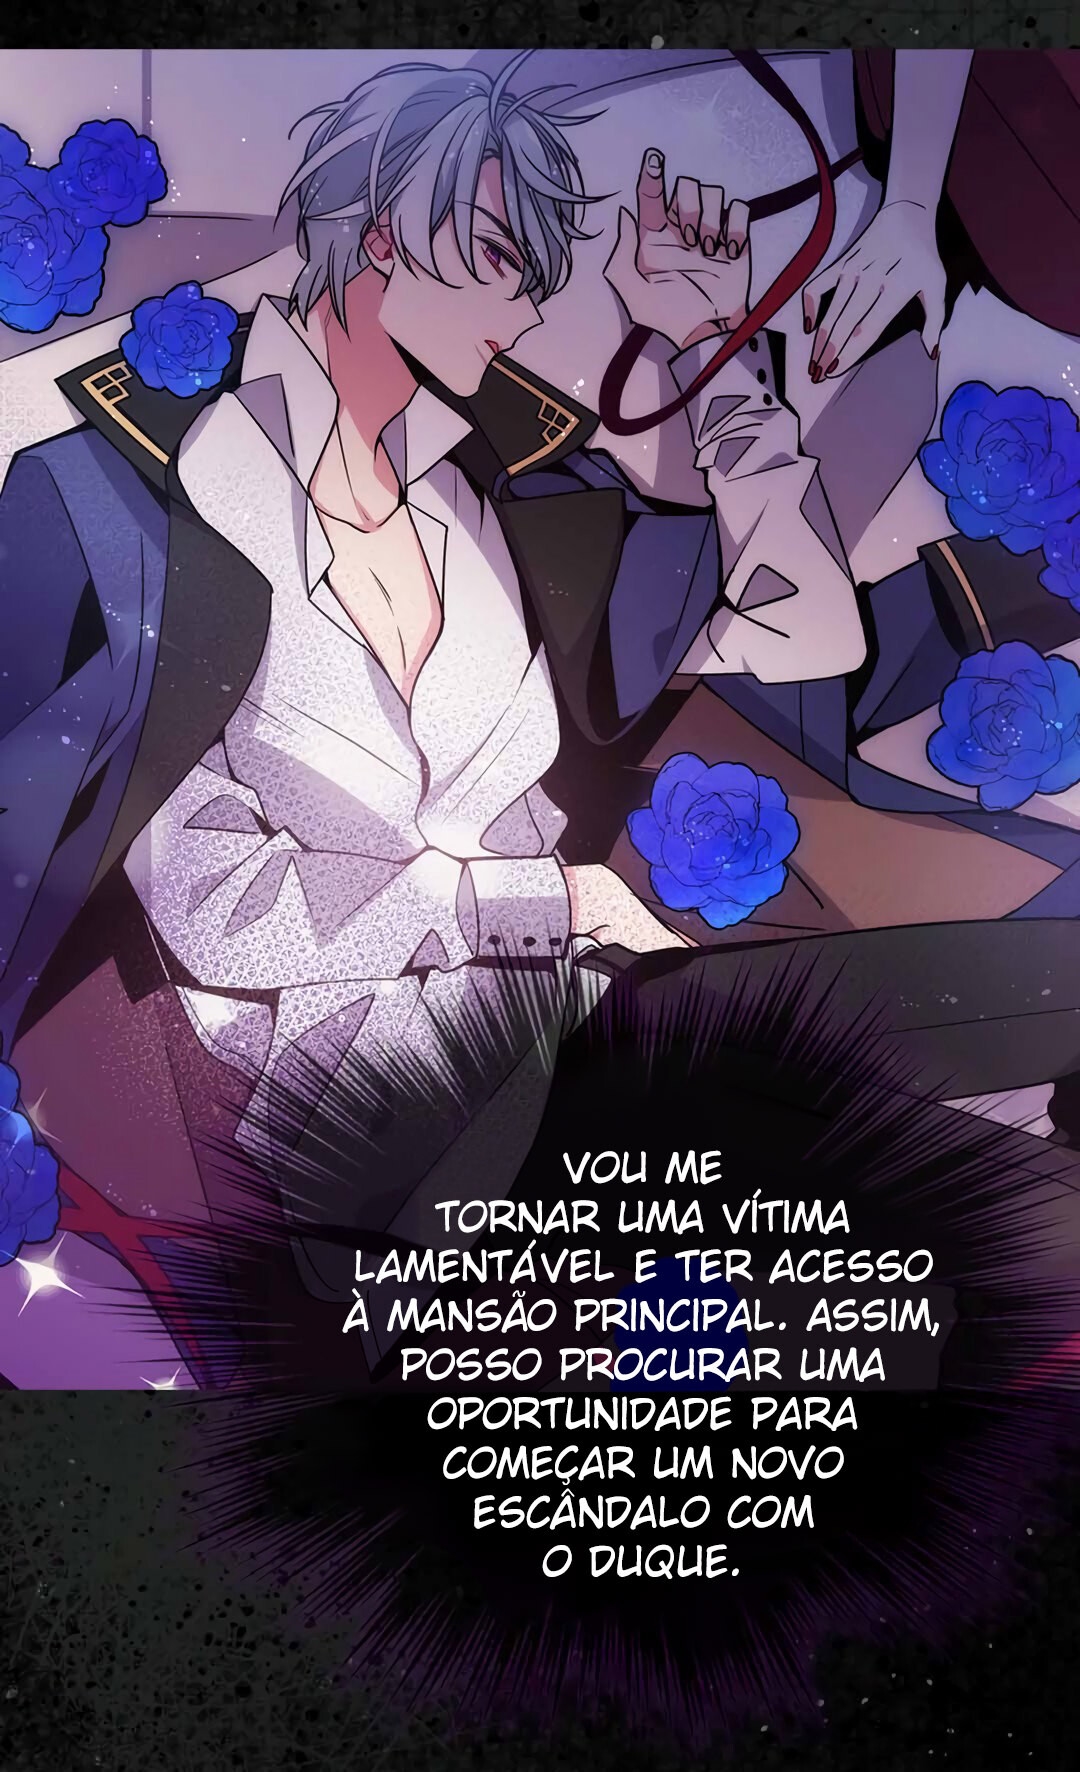 VOU ME
TORNAR UMA VÍTIMA
LAMENTÁVEL E TER ACESSO
À MANSÃO PRINCIPAL. ASSIM,
POSSO PROCURAR UMA
OPORTUNIDADE PARA
COMEÇAR UM NOVO
ESCÂNDALO COM
O DUQUE.